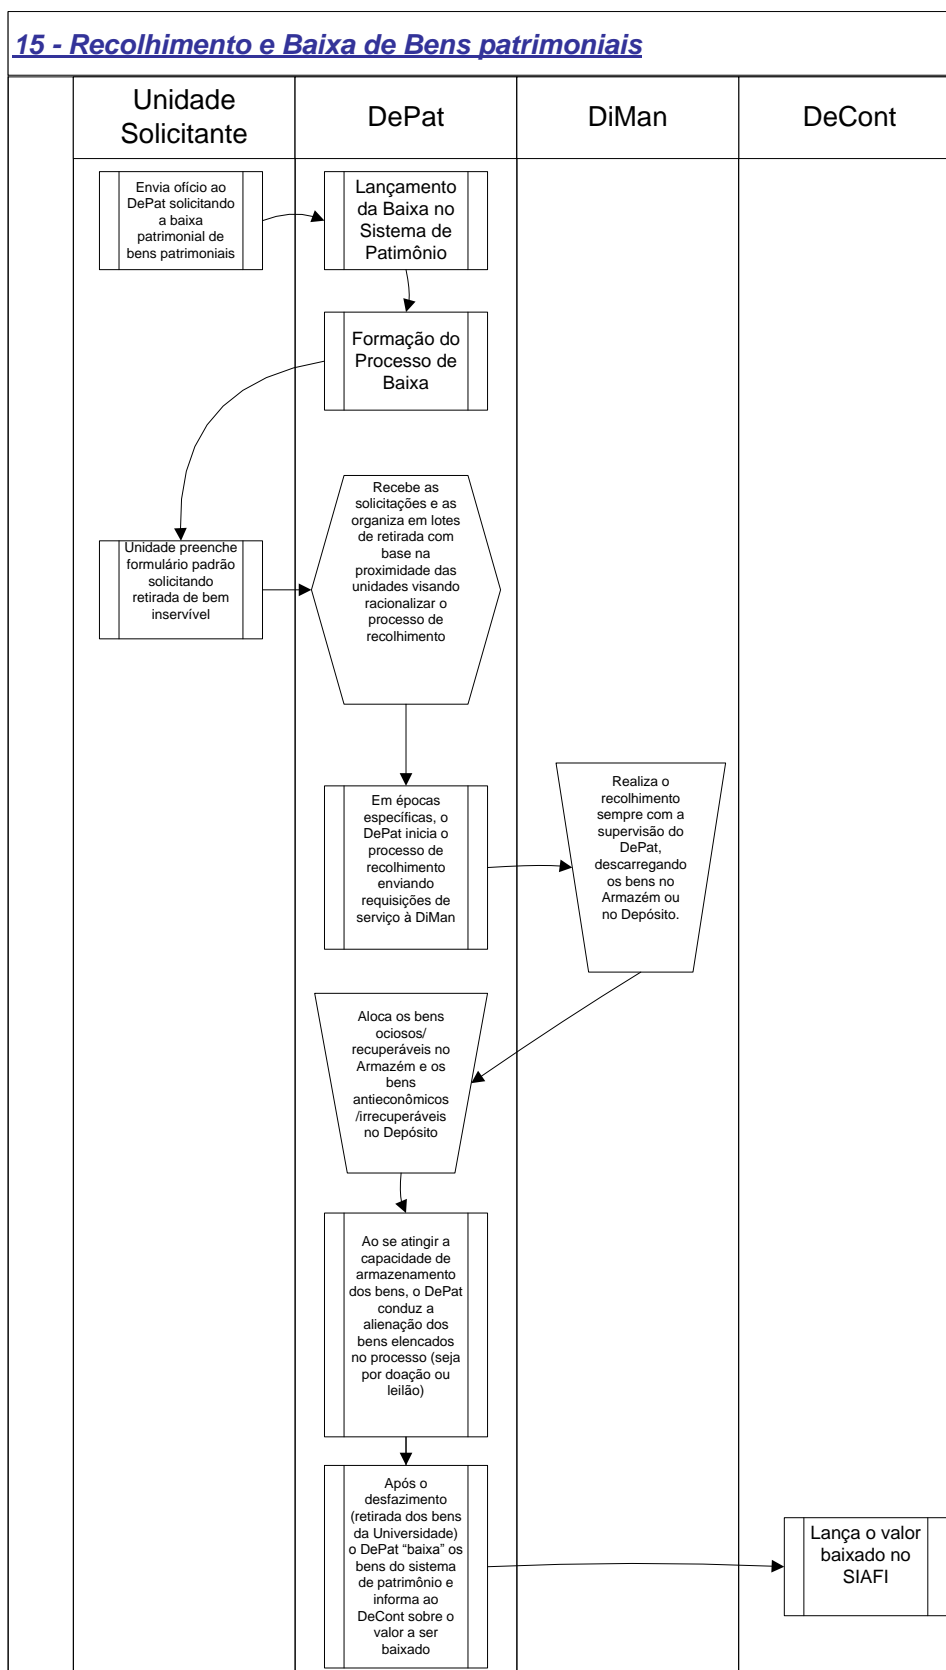 15 - Recolhimento e Baixa de Bens patrimoniais
Unidade
Solicitante
DePat
DiMan
DeCont
Envia ofício ao
DePat solicitando
a baixa
patrimonial de
bens patrimoniais
Lançamento
da Baixa no
Sistema de
Patimônio
Formação do
Processo de
Baixa
Unidade preenche
formulário padrão
solicitando
retirada de bem
inservível
Recebe as
solicitações e as
organiza em lotes
de retirada com
base na
proximidade das
unidades visando
racionalizar o
processo de
recolhimento
Em épocas
específicas, o
DePat inicia o
processo de
recolhimento
enviando
requisições de
serviço à DiMan
Realiza o
recolhimento
sempre com a
supervisão do
DePat,
descarregando
os bens no
Armazém ou
no Depósito.
Aloca os bens
ociosos/
recuperáveis no
Armazém e os
bens
antieconômicos
/irrecuperáveis
no Depósito
Ao se atingir a
capacidade de
armazenamento
dos bens, o DePat
conduz a
alienação dos
bens elencados
no processo (seja
por doação ou
leilão)
Após o
desfazimento
(retirada dos bens
da Universidade)
o DePat “baixa” os
bens do sistema
de patrimônio e
informa ao
DeCont sobre o
valor a ser
baixado
Lança o valor
baixado no
SIAFI